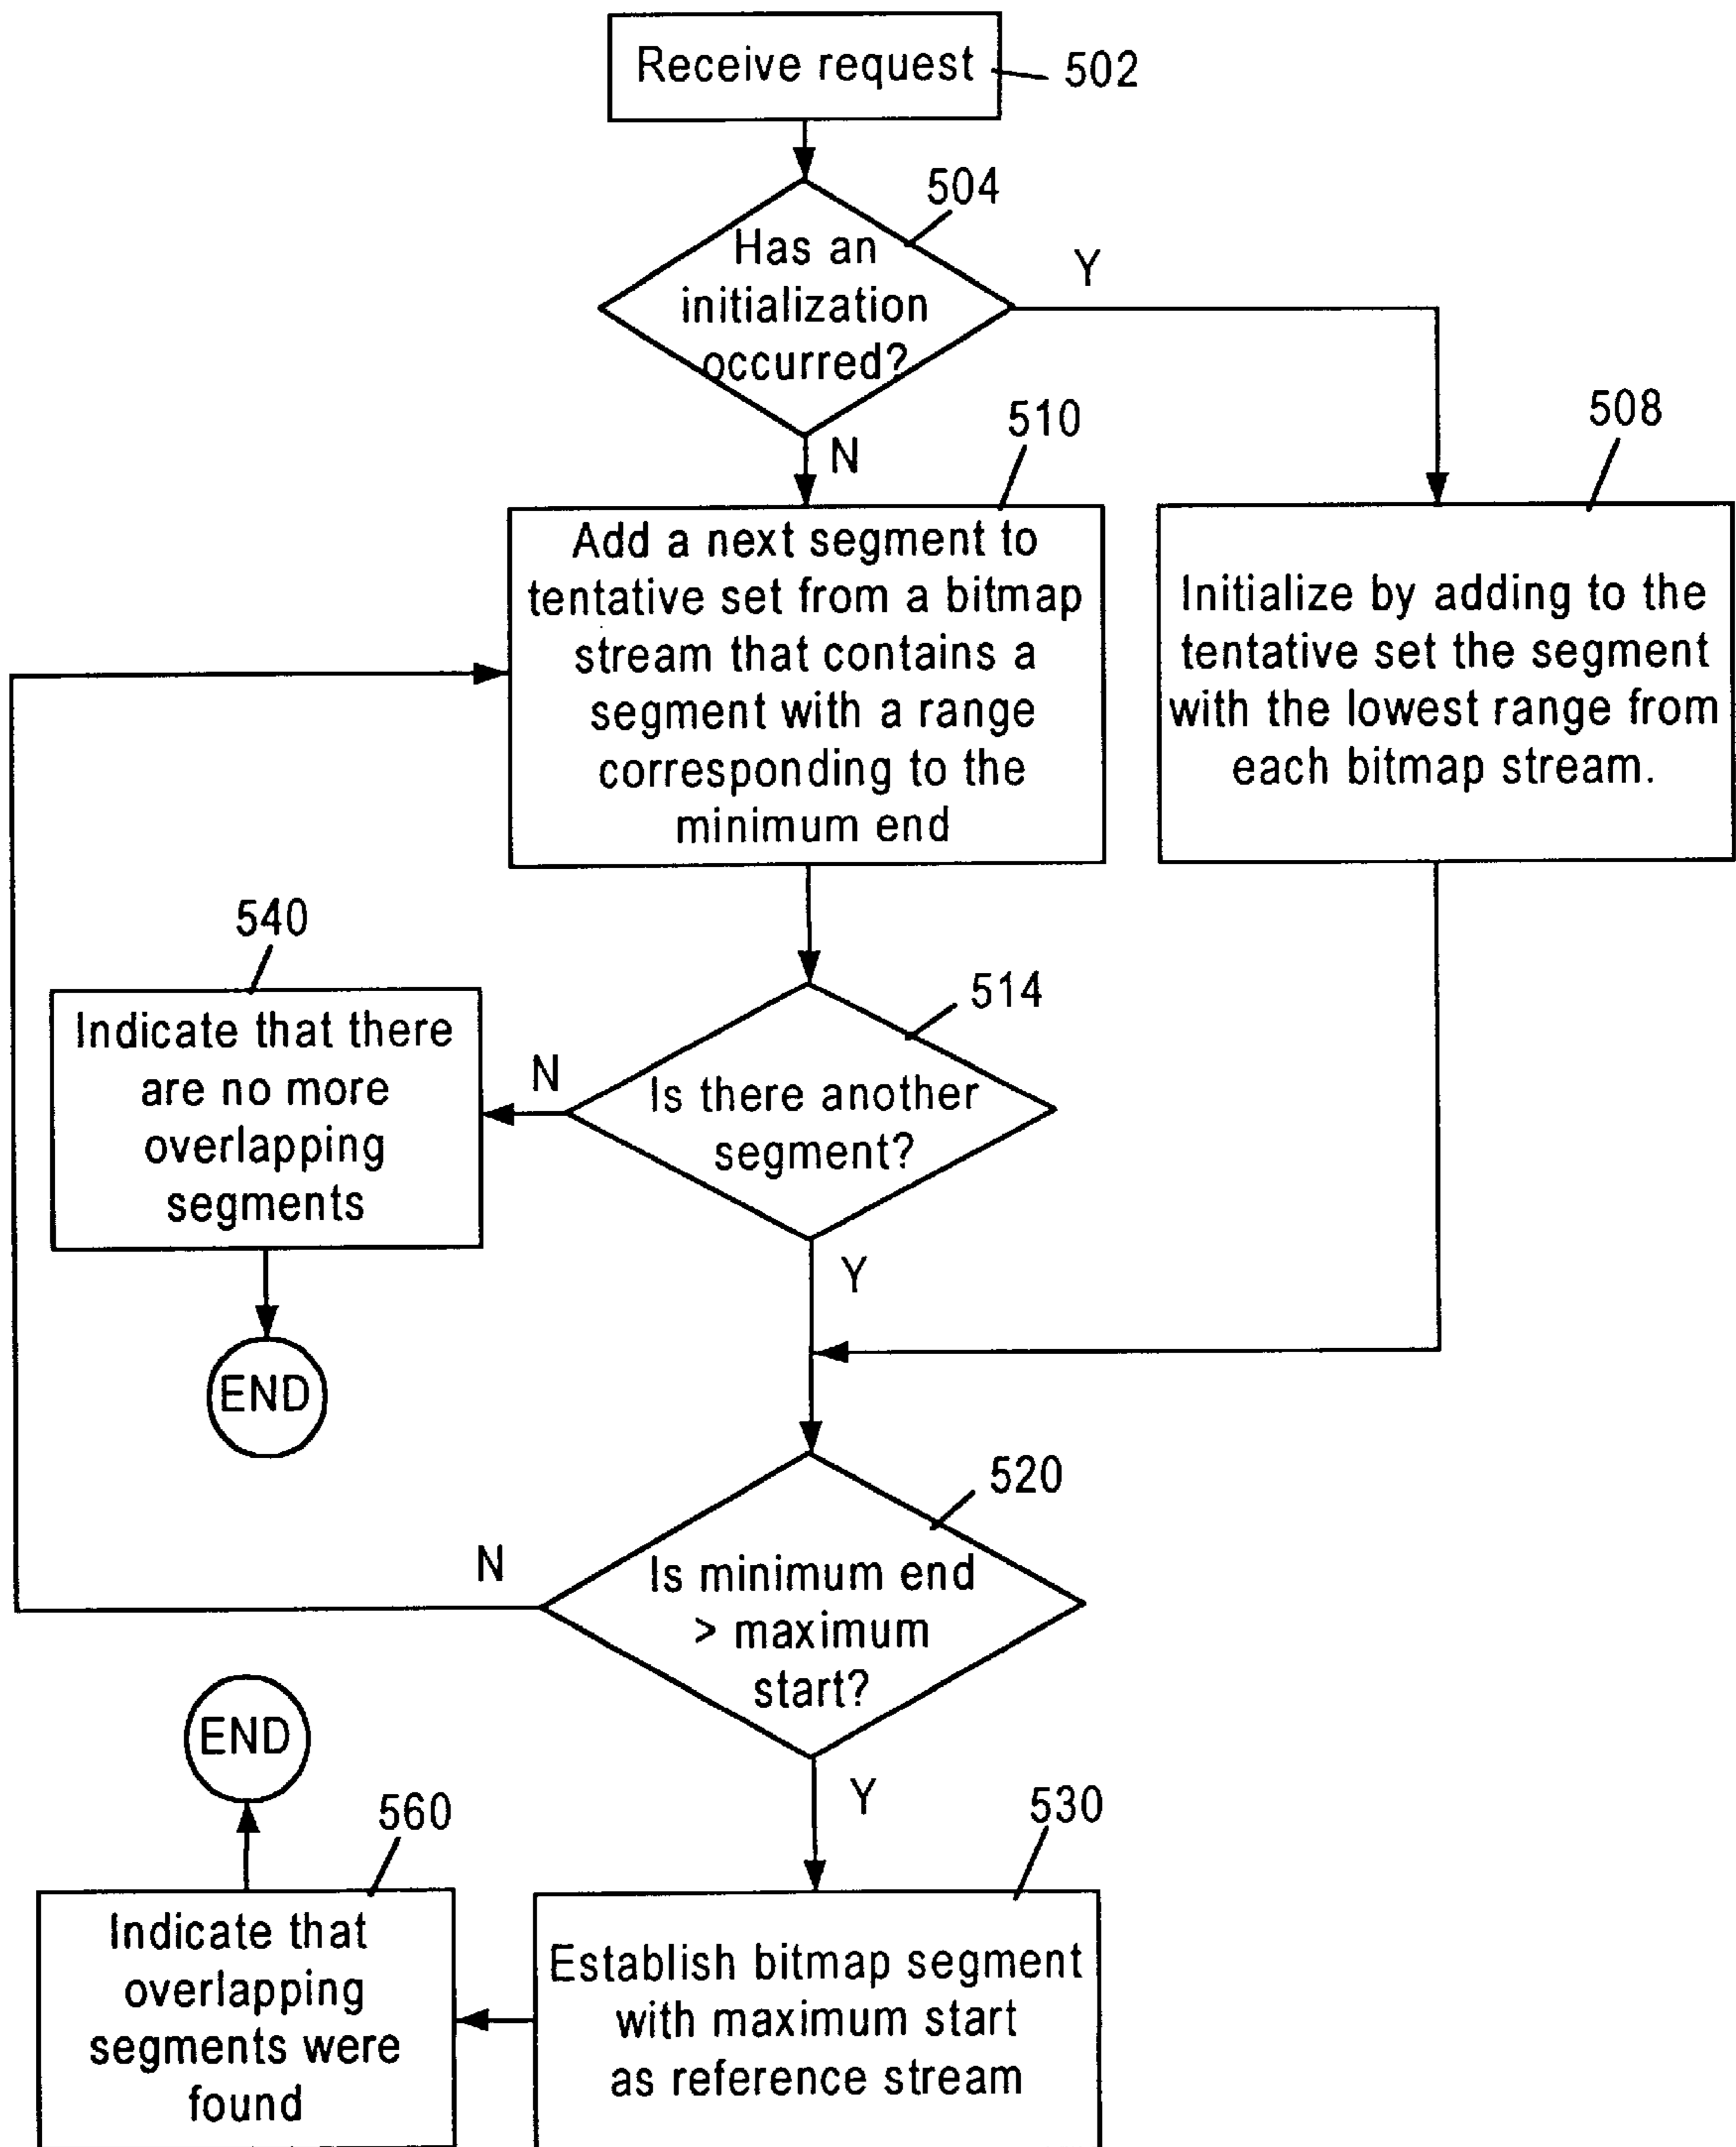 Receive request
502
504
Has an
initialization
occurred?
Y
N
510
508
Add a next segment to
tentative set from a bitmap
stream that contains a
segment with a range
corresponding to the
minimum end
Initialize by adding to the
tentative set the segment
with the lowest range from
each bitmap stream.
540
Indicate that there
are no more
overlapping
segments
N
514
Is there another
segment?
Y
END
520
N
Is minimum end
> maximum
start?
END
Y
560
530
Indicate that
overlapping
segments were
found
Establish bitmap segment
with maximum start
as reference stream